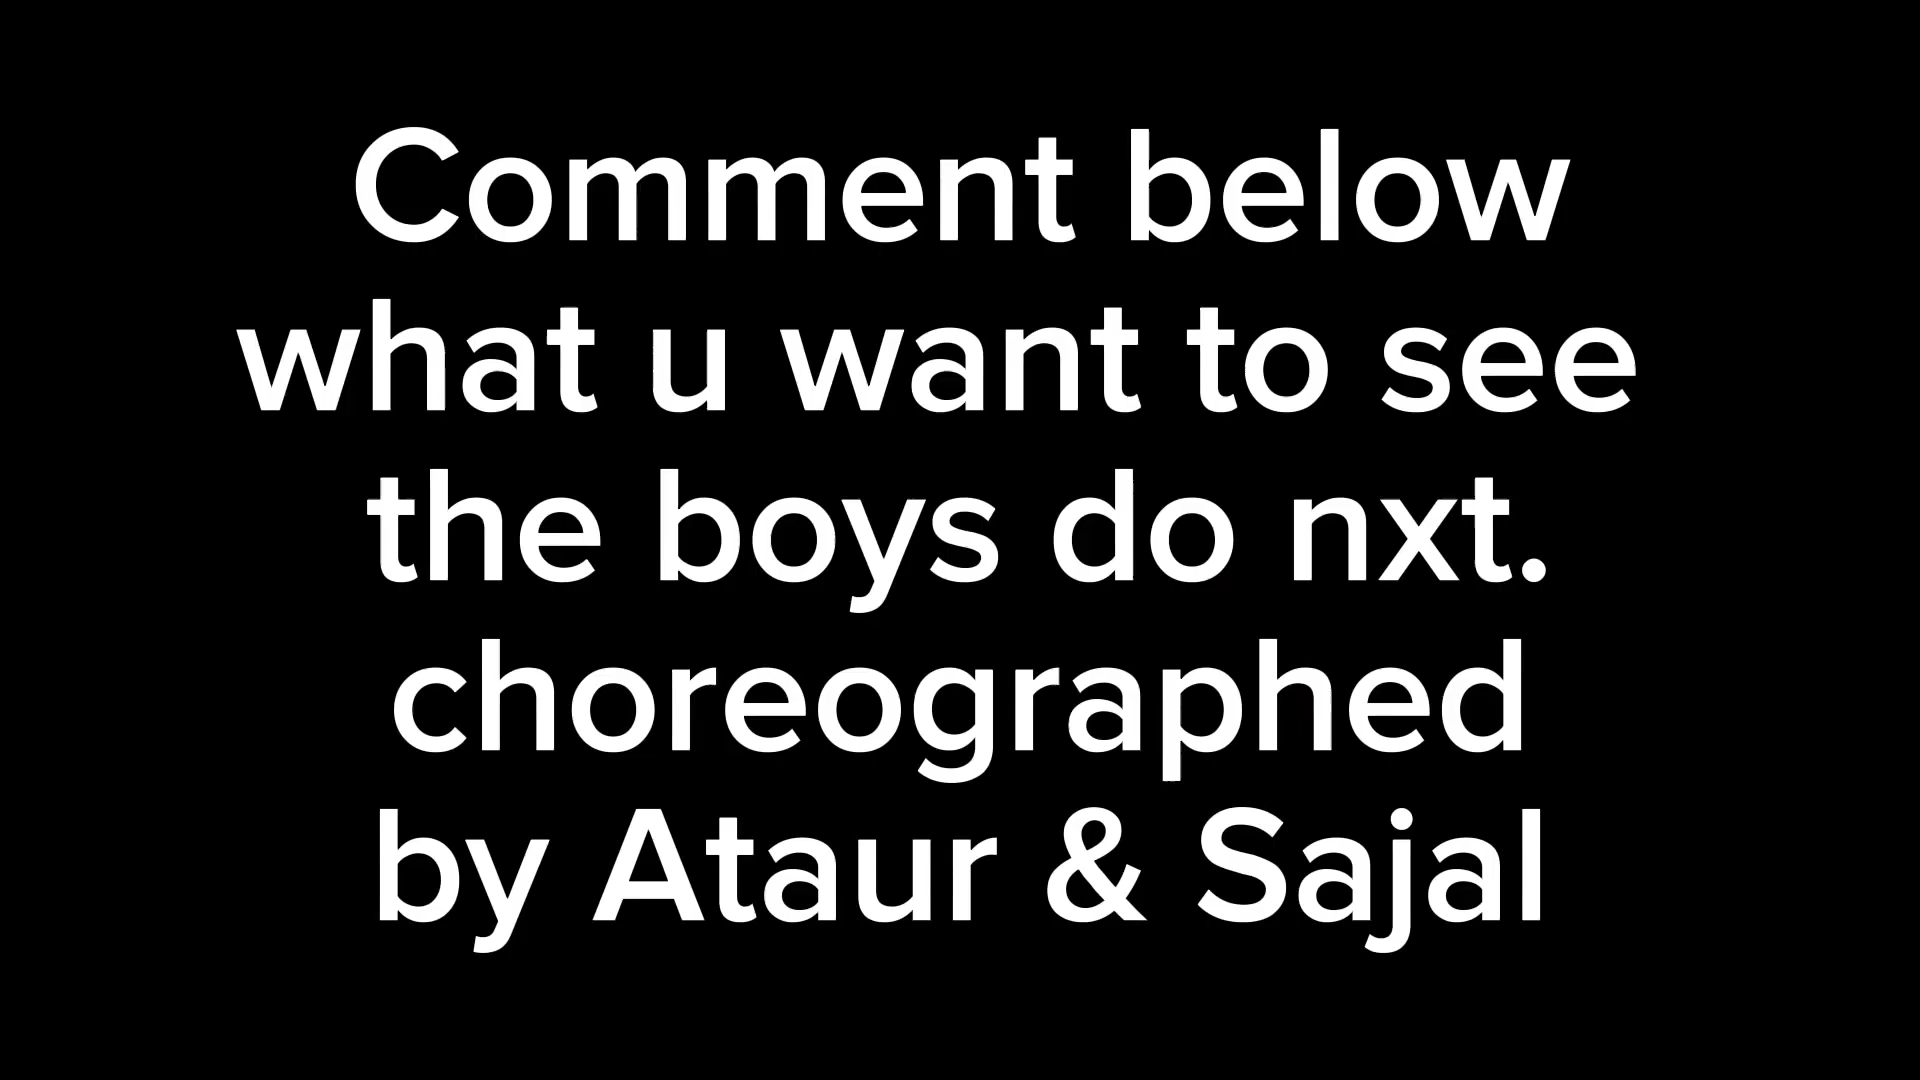 Comment below
what u want to see
the boys do nxt.
choreographed
by Ataur & Sajal